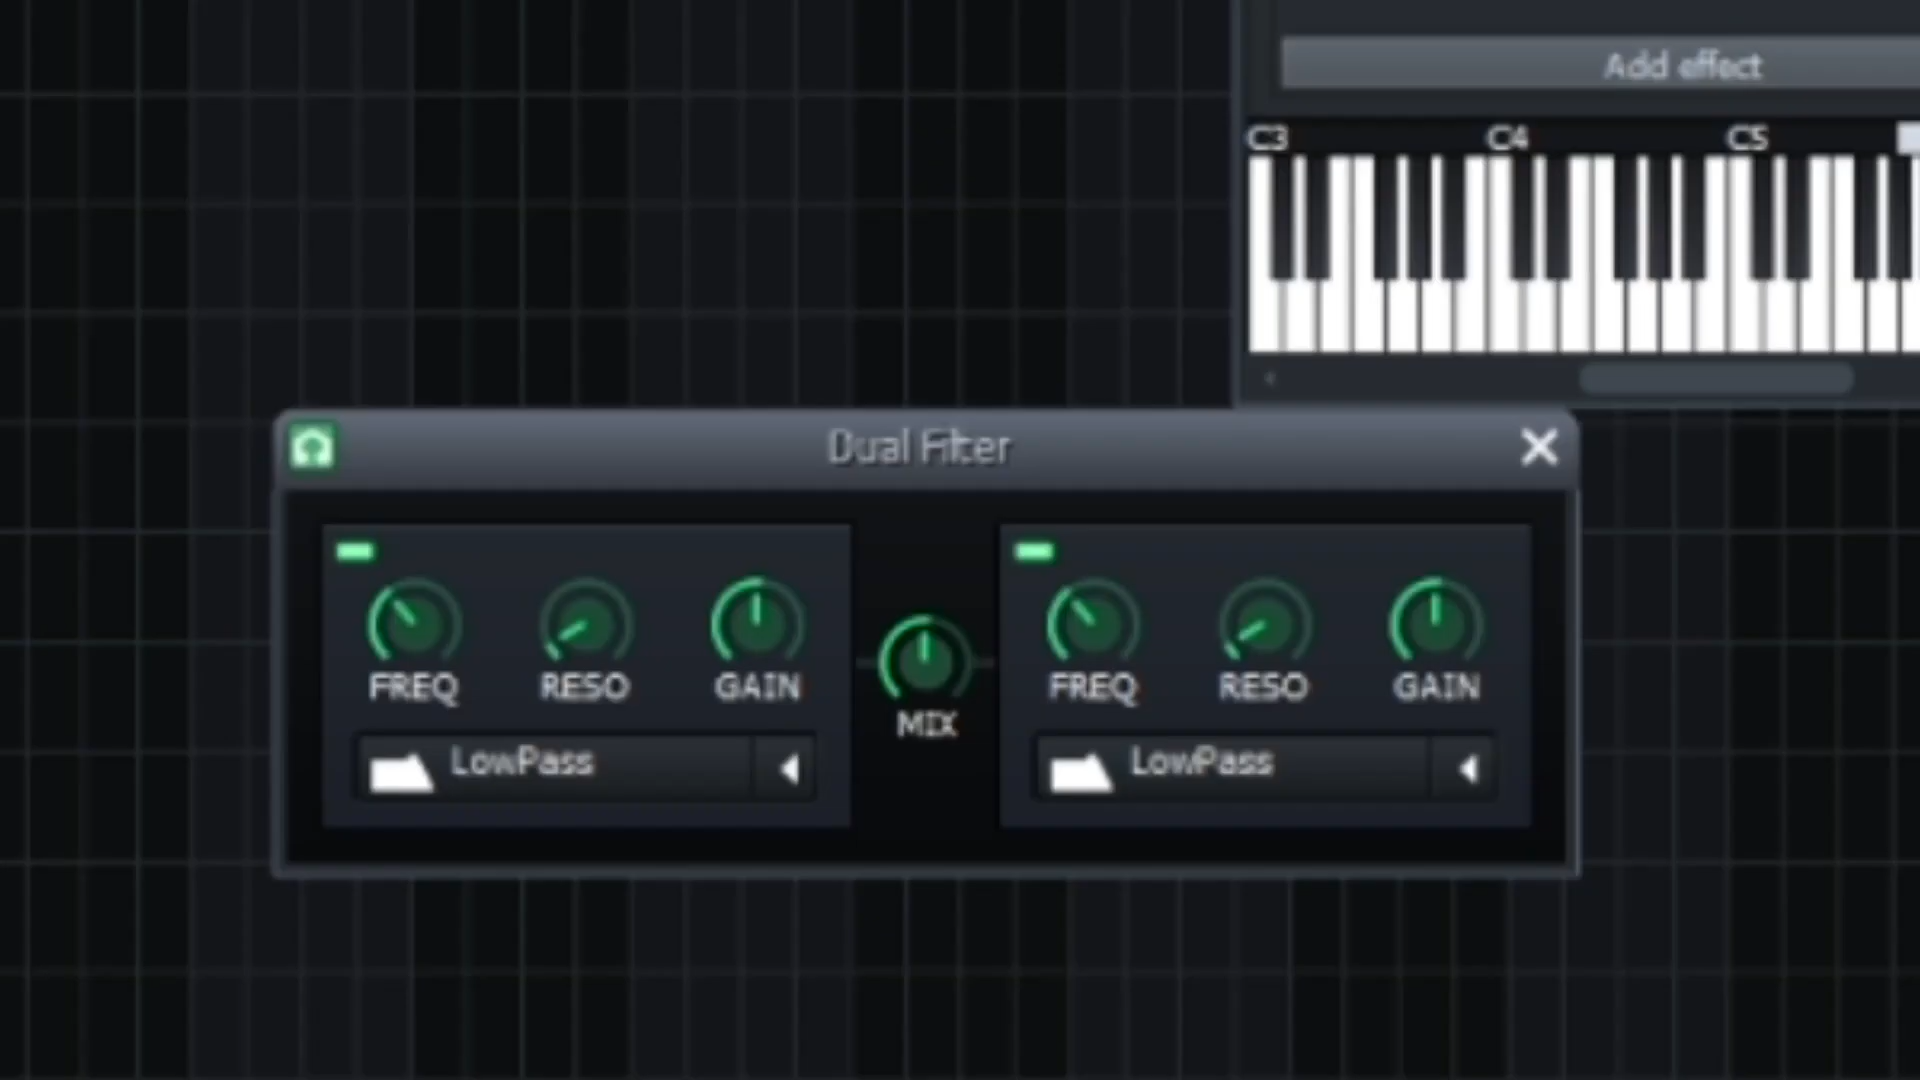 Add effect
C3 C4 C5
Dual Filter
FREQ RESO GAIN
MIX
FREQ RESO GAIN
LowPass
LowPass